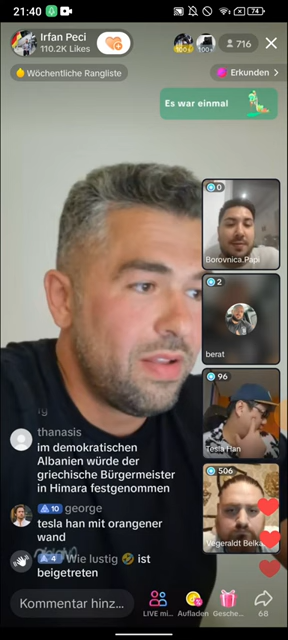 21:40
74
Irfan Peci
110.2K Likes
100+
100+
716
Wöchentliche Rangliste
Erkunden >
Es war einmal
0
Borovnica.Papi
2
berat
96
Tesla Han
506
Vegeraldt Belka
thanasis
im demokratischen
Albanien würde der
griechische Bürgermeister
in Himara festgenommen
10 george
tesla han mit orangener
wand
4 Wie lustig 🤣 ist
beigetreten
Kommentar hinz...
LIVE mi...
Aufladen
Gesche...
68